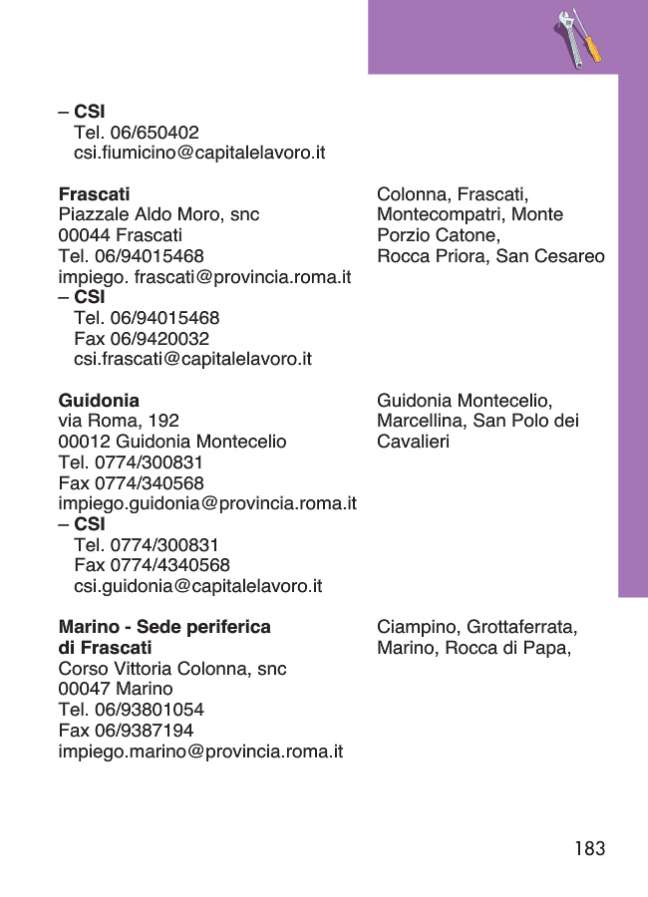 – CSI
Tel. 06/650402
csi.fiumicino@capitalelavoro.it
Frascati
Piazzale Aldo Moro, snc
00044 Frascati
Tel. 06/94015468
impiego. frascati@provincia.roma.it
– CSI
Tel. 06/94015468
Fax 06/9420032
csi.frascati@capitalelavoro.it
Colonna, Frascati,
Montecompatri, Monte
Porzio Catone,
Rocca Priora, San Cesareo
Guidonia
via Roma, 192
00012 Guidonia Montecelio
Tel. 0774/300831
Fax 0774/340568
impiego.guidonia@provincia.roma.it
– CSI
Tel. 0774/300831
Fax 0774/4340568
csi.guidonia@capitalelavoro.it
Guidonia Montecelio,
Marcellina, San Polo dei
Cavalieri
Marino - Sede periferica
di Frascati
Corso Vittoria Colonna, snc
00047 Marino
Tel. 06/93801054
Fax 06/9387194
impiego.marino@provincia.roma.it
Ciampino, Grottaferrata,
Marino, Rocca di Papa,
183